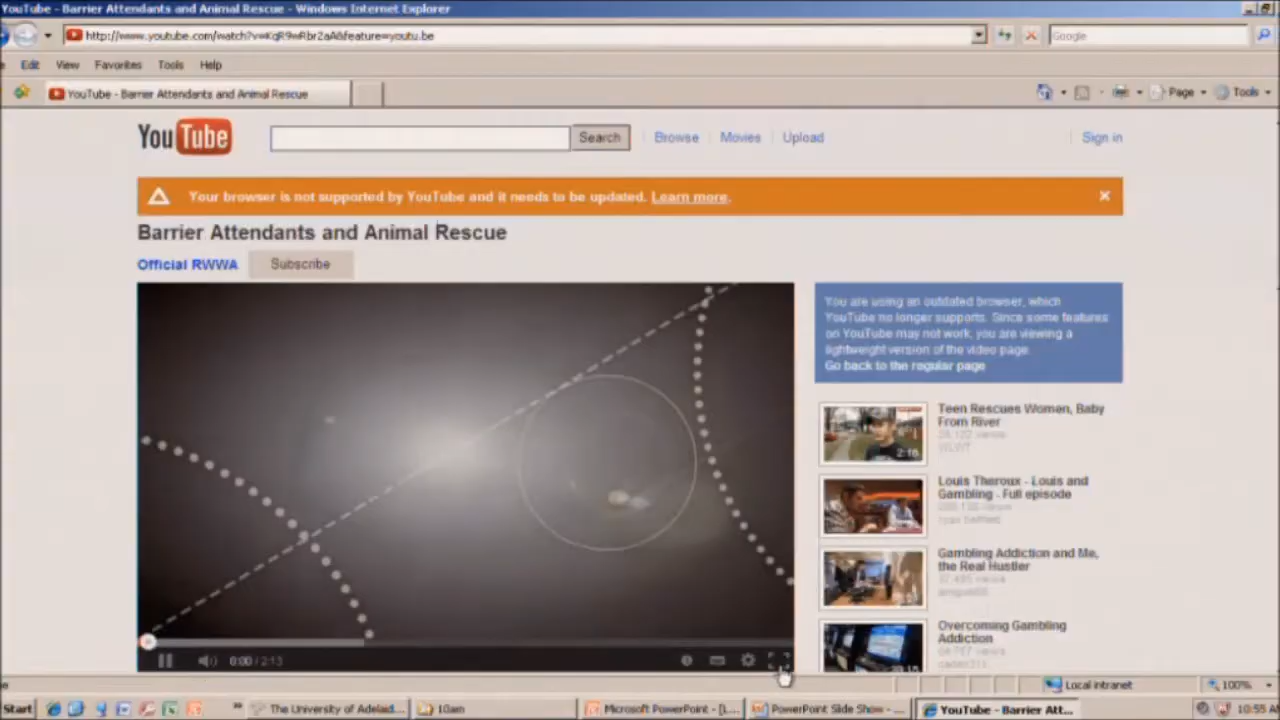 YouTube - Barrier Attendants and Animal Rescue - Windows Internet Explorer
Google
Edit View Favorites Tools Help
YouTube - Barrier Attendants and Animal Rescue
Page Tools
YouTube
Search Browse Movies Upload Sign in
Your browser is not supported by YouTube and it needs to be updated. Learn more.
Barrier Attendants and Animal Rescue
Official RWWA Subscribe
You are using an outdated browser, which
YouTube no longer supports. Since some features
on YouTube may not work, you are viewing a
lightweight version of the video page.
Go back to the regular page
Teen Rescues Women, Baby
From River
2:16
Louis Theroux - Louis and
Gambling - Full episode
Gambling Addiction and Me,
the Real Hustler
Overcoming Gambling
Addiction
0:00 / 2:13
Local intranet 100%
Start The University of Adelaid... 10am Microsoft PowerPoint - [L... PowerPoint Slide Show - ... YouTube - Barrier Att... 10:55 A